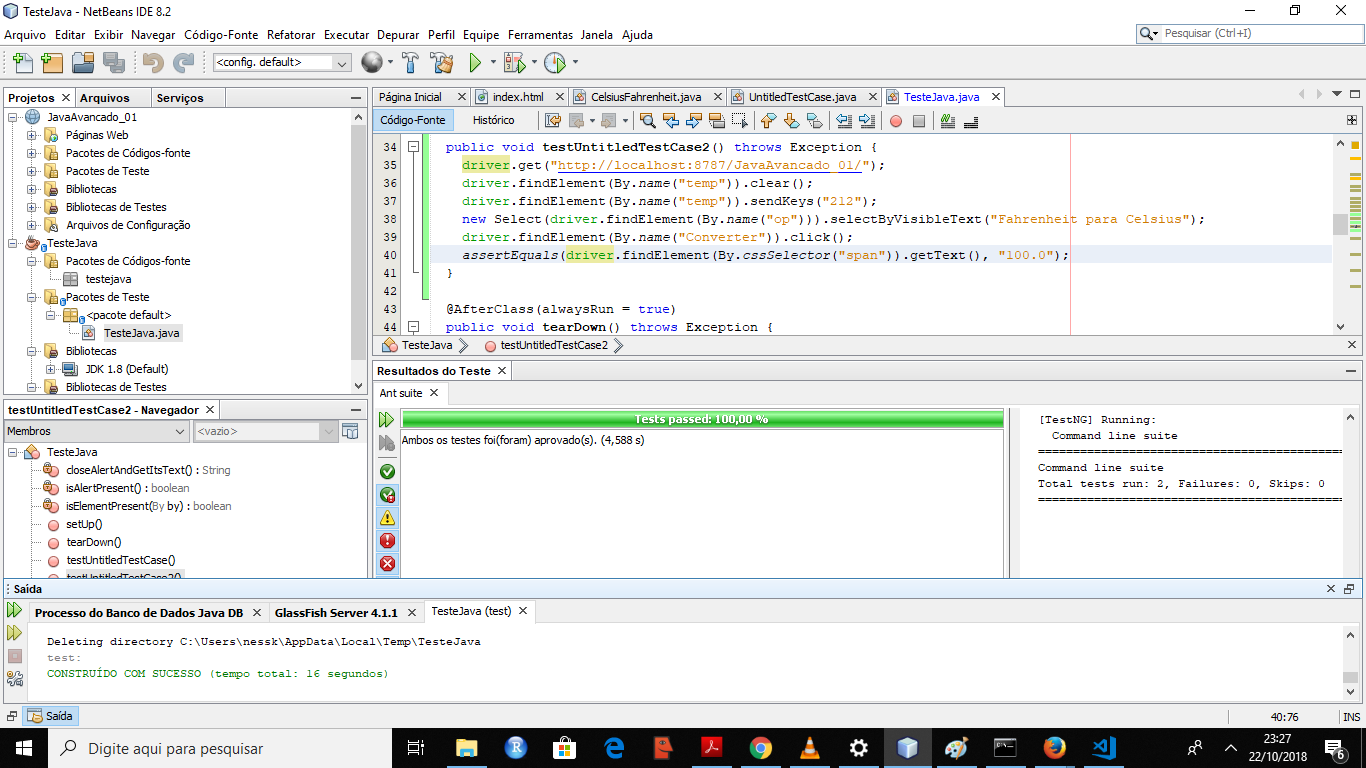 TesteJava - NetBeans IDE 8.2
Arquivo Editar Exibir Navegar Código-Fonte Refatorar Executar Depurar Perfil Equipe Ferramentas Janela Ajuda
Pesquisar (Ctrl+I)
<config. default>
Projetos Arquivos Serviços
JavaAvancado_01
Páginas Web
Pacotes de Códigos-fonte
Pacotes de Teste
Bibliotecas
Bibliotecas de Testes
Arquivos de Configuração
TesteJava
Pacotes de Códigos-fonte
testejava
Pacotes de Teste
<pacote default>
TesteJava.java
Bibliotecas
JDK 1.8 (Default)
Bibliotecas de Testes
testUntitledTestCase2 - Navegador
Membros <vazio>
TesteJava
closeAlertAndGetItsText() : String
isAlertPresent() : boolean
isElementPresent(By by) : boolean
setUp()
tearDown()
testUntitledTestCase()
testUntitledTestCase2()
Página Inicial index.html CelsiusFahrenheit.java UntitledTestCase.java TesteJava.java
Código-Fonte Histórico
34 public void testUntitledTestCase2() throws Exception {
35 driver.get("http://localhost:8787/JavaAvancado_01/");
36 driver.findElement(By.name("temp")).clear();
37 driver.findElement(By.name("temp")).sendKeys("212");
38 new Select(driver.findElement(By.name("op"))).selectByVisibleText("Fahrenheit para Celsius");
39 driver.findElement(By.name("Converter")).click();
40 assertEquals(driver.findElement(By.cssSelector("span")).getText(), "100.0");
41 }
42
43 @AfterClass(alwaysRun = true)
44 public void tearDown() throws Exception {
TesteJava testUntitledTestCase2
Resultados do Teste
Ant suite
Tests passed: 100,00 %
Ambos os testes foi(foram) aprovado(s). (4,588 s)
[TestNG] Running:
Command line suite
===============================================
Command line suite
Total tests run: 2, Failures: 0, Skips: 0
===============================================
Saída
Processo do Banco de Dados Java DB GlassFish Server 4.1.1 TesteJava (test)
Deleting directory C:\Users\nessk\AppData\Local\Temp\TesteJava
test:
CONSTRUÍDO COM SUCESSO (tempo total: 16 segundos)
Saída
40:76 INS
Digite aqui para pesquisar
23:27
22/10/2018
6